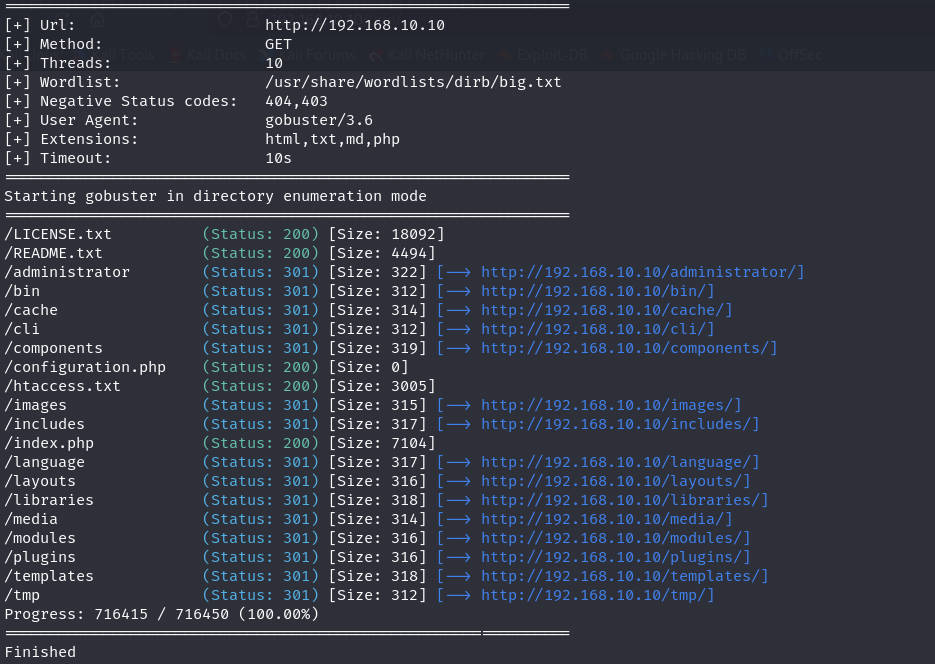 [+] Url: http://192.168.10.10
[+] Method: GET
[+] Threads: 10
[+] Wordlist: /usr/share/wordlists/dirb/big.txt
[+] Negative Status codes: 404,403
[+] User Agent: gobuster/3.6
[+] Extensions: html,txt,md,php
[+] Timeout: 10s
Starting gobuster in directory enumeration mode
/LICENSE.txt (Status: 200) [Size: 18092]
/README.txt (Status: 200) [Size: 4494]
/administrator (Status: 301) [Size: 322] [--> http://192.168.10.10/administrator/]
/bin (Status: 301) [Size: 312] [--> http://192.168.10.10/bin/]
/cache (Status: 301) [Size: 314] [--> http://192.168.10.10/cache/]
/cli (Status: 301) [Size: 312] [--> http://192.168.10.10/cli/]
/components (Status: 301) [Size: 319] [--> http://192.168.10.10/components/]
/configuration.php (Status: 200) [Size: 0]
/htaccess.txt (Status: 200) [Size: 3005]
/images (Status: 301) [Size: 315] [--> http://192.168.10.10/images/]
/includes (Status: 301) [Size: 317] [--> http://192.168.10.10/includes/]
/index.php (Status: 200) [Size: 7104]
/language (Status: 301) [Size: 317] [--> http://192.168.10.10/language/]
/layouts (Status: 301) [Size: 316] [--> http://192.168.10.10/layouts/]
/libraries (Status: 301) [Size: 318] [--> http://192.168.10.10/libraries/]
/media (Status: 301) [Size: 314] [--> http://192.168.10.10/media/]
/modules (Status: 301) [Size: 316] [--> http://192.168.10.10/modules/]
/plugins (Status: 301) [Size: 316] [--> http://192.168.10.10/plugins/]
/templates (Status: 301) [Size: 318] [--> http://192.168.10.10/templates/]
/tmp (Status: 301) [Size: 312] [--> http://192.168.10.10/tmp/]
Progress: 716415 / 716450 (100.00%)
Finished